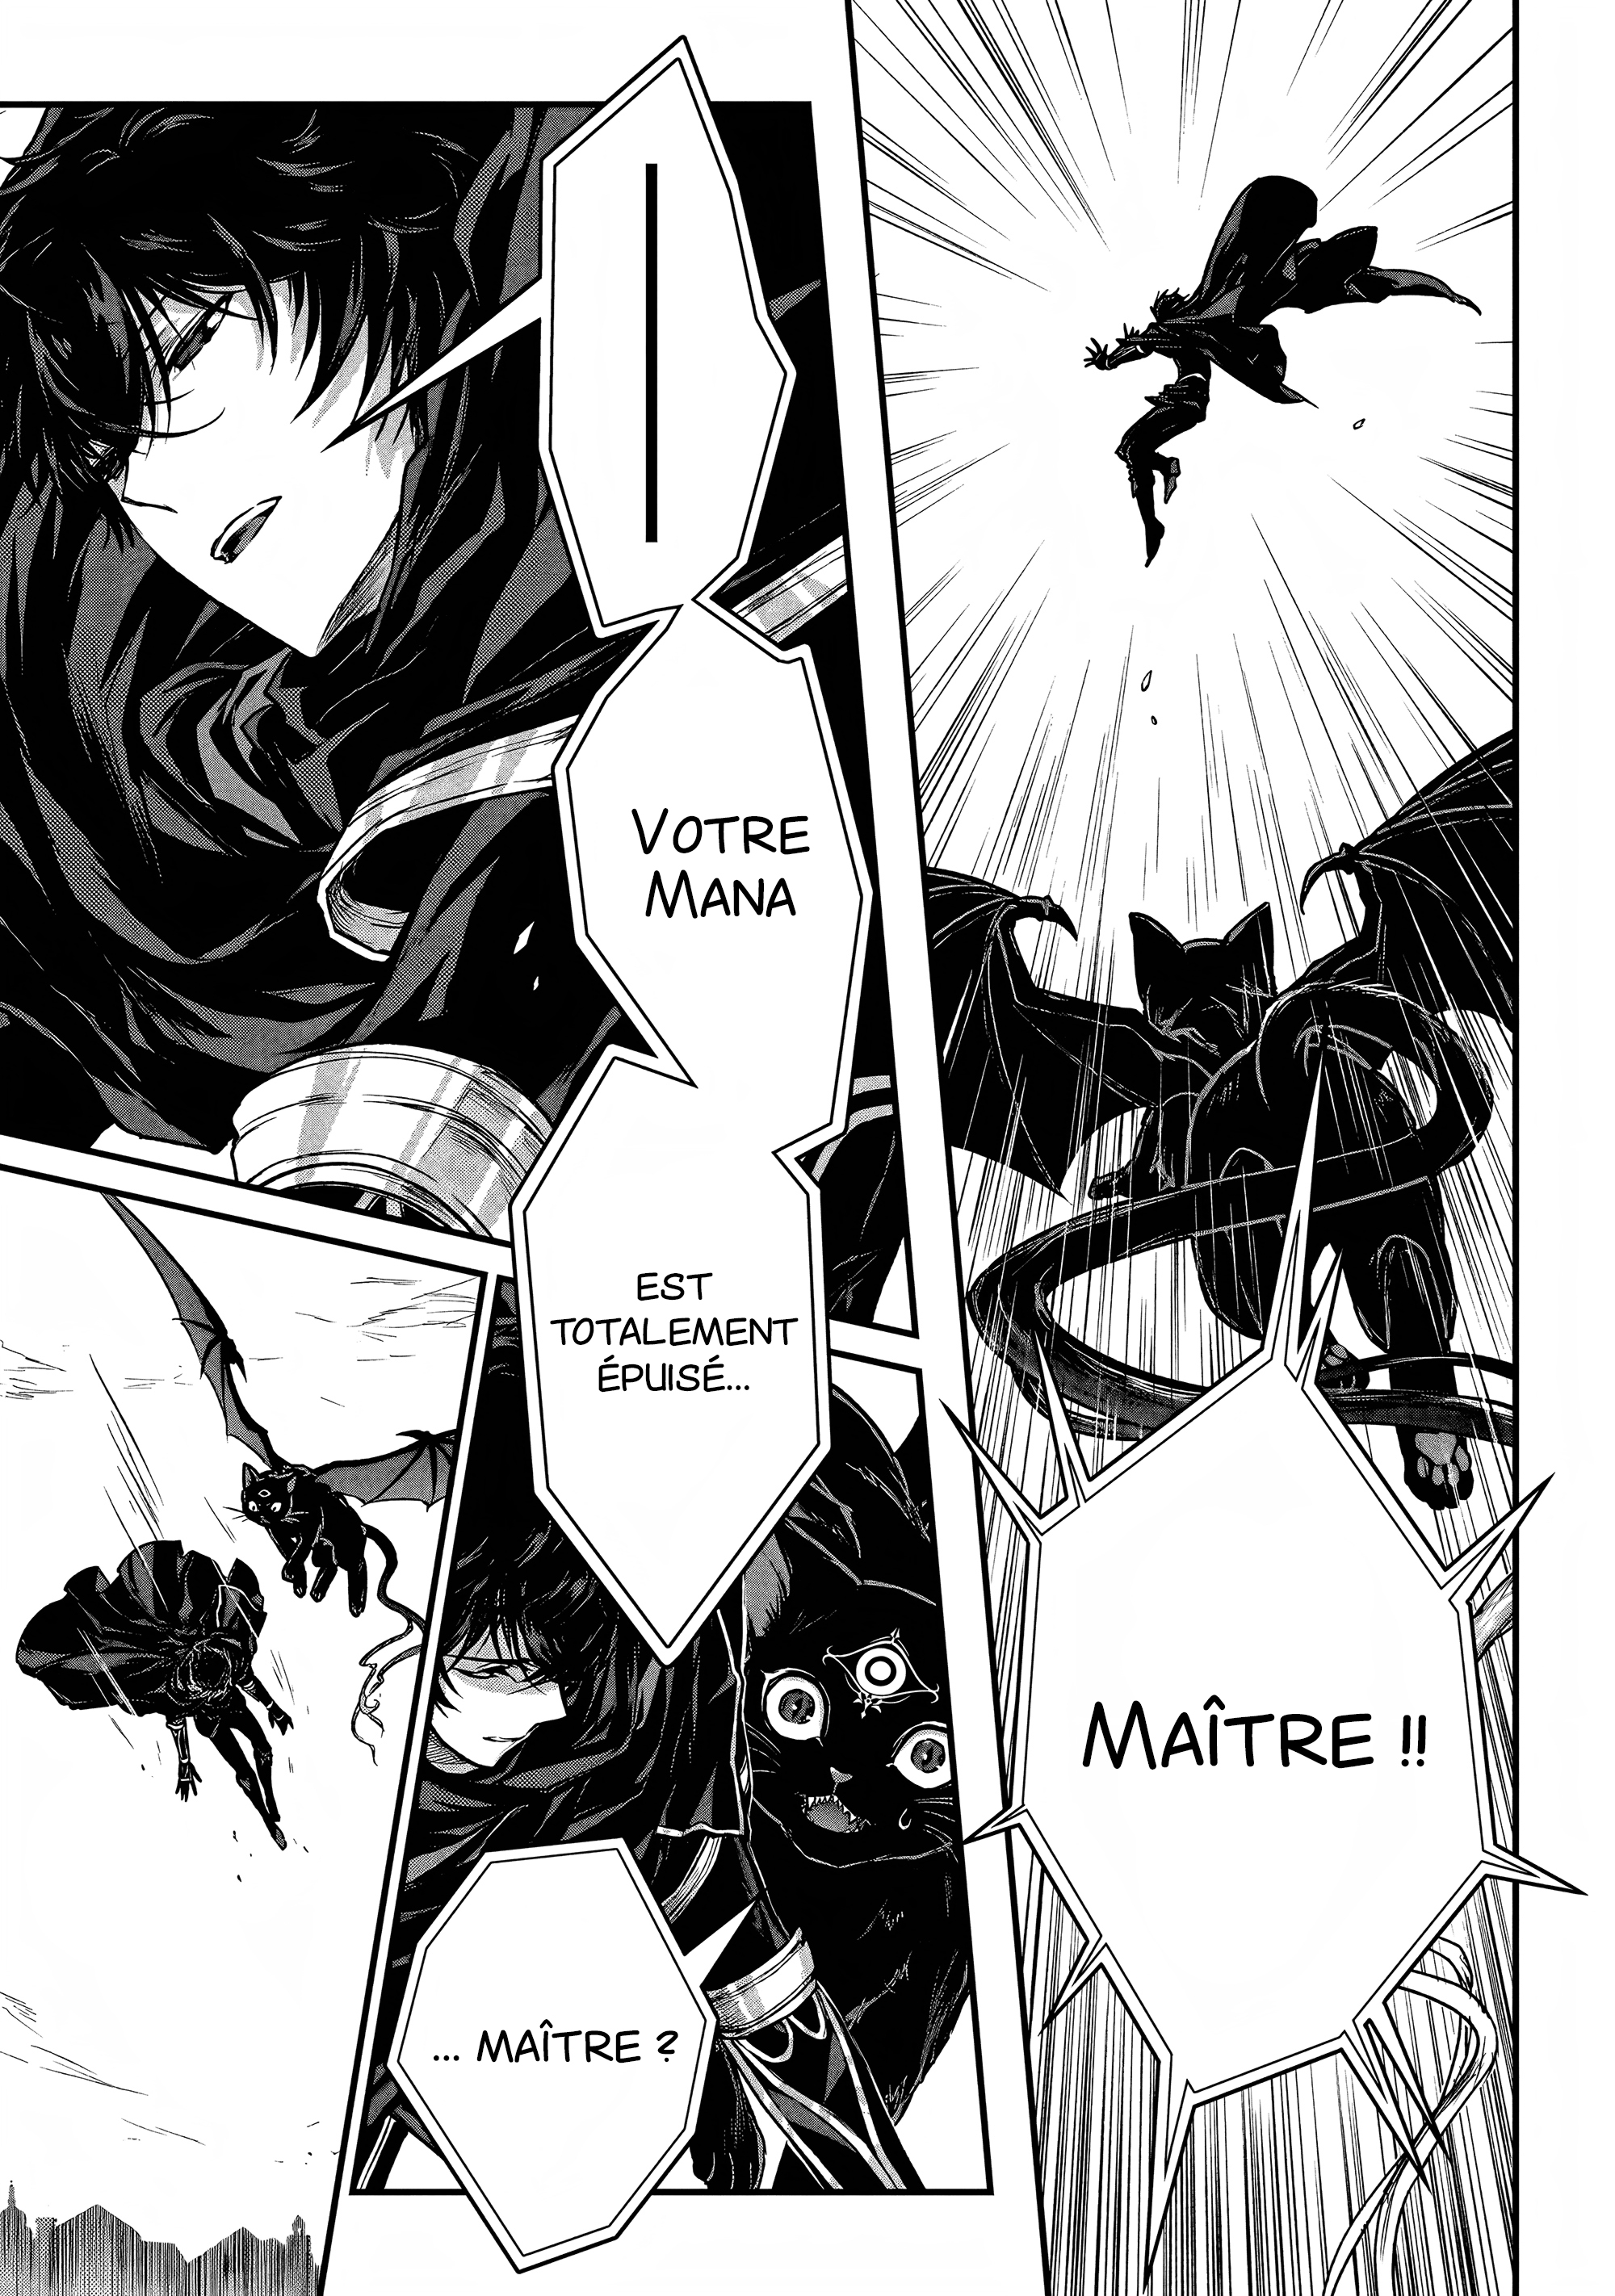 MAÎTRE !!
—
VOTRE
MANA
EST
TOTALEMENT
ÉPUISÉ...
... MAÎTRE ?